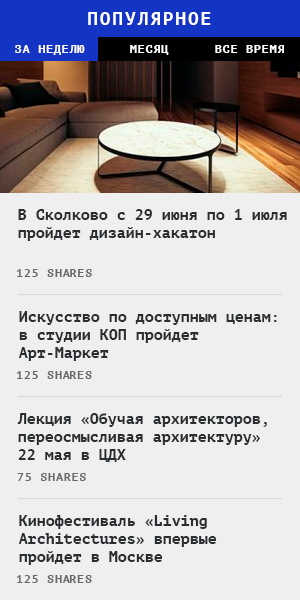 ПОПУЛЯРНОЕ
ЗА НЕДЕЛЮ МЕСЯЦ ВСЕ ВРЕМЯ
В Сколково с 29 июня по 1 июля
пройдет дизайн-хакатон
125 SHARES
Искусство по доступным ценам:
в студии КОП пройдет
Арт-Маркет
125 SHARES
Лекция «Обучая архитекторов,
переосмысливая архитектуру»
22 мая в ЦДХ
75 SHARES
Кинофестиваль «Living
Architectures» впервые
пройдет в Москве
125 SHARES